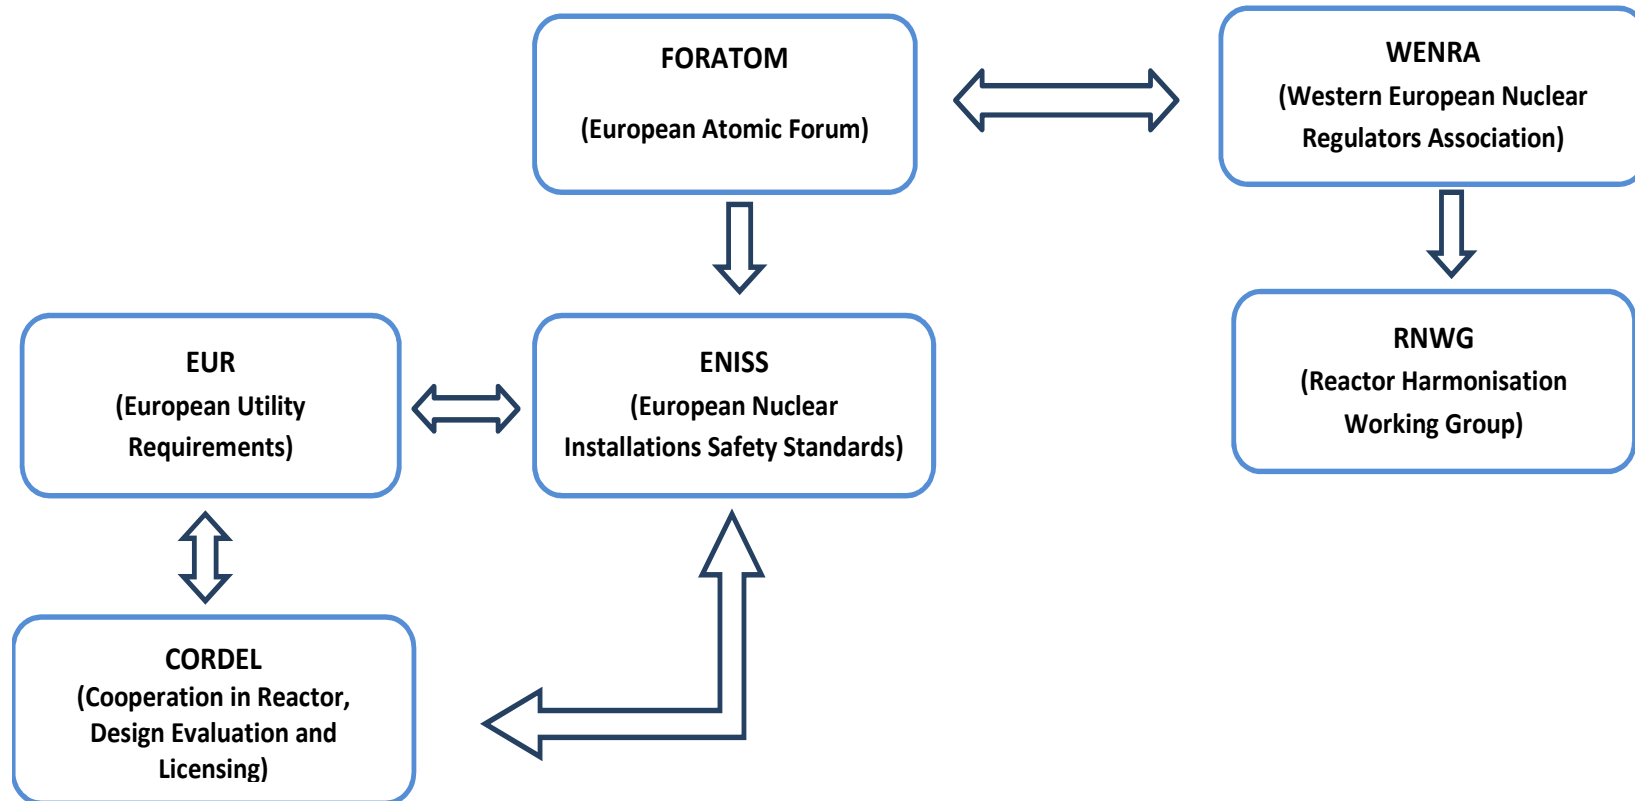 FORATOM
(European Atomic Forum)
WENRA
(Western European Nuclear
Regulators Association)
EUR
(European Utility
Requirements)
ENISS
(European Nuclear
Installations Safety Standards)
RNWG
(Reactor Harmonisation
Working Group)
CORDEL
(Cooperation in Reactor,
Design Evaluation and
Licensing)